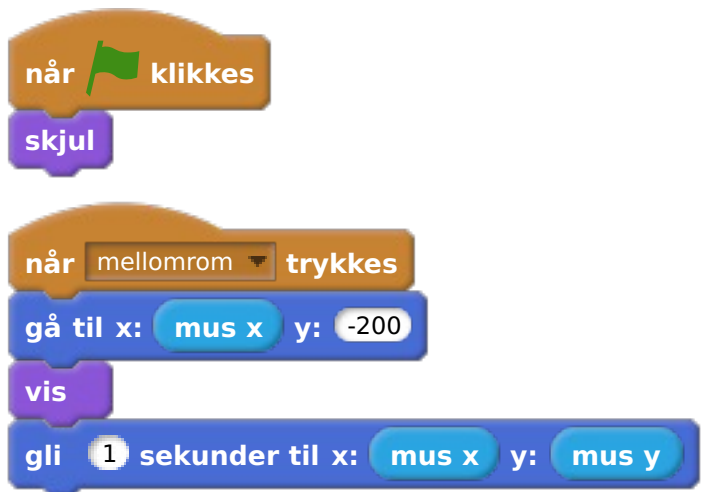 når klikkes
skjul
når mellomrom trykkes
gå til x: mus x y: -200
vis
gli 1 sekunder til x: mus x y: mus y